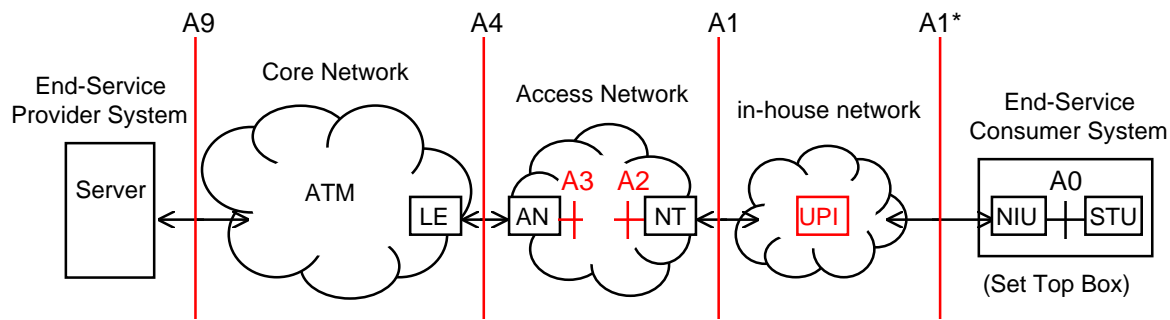 A9
A4
A1
A1*
End-Service
Provider System
Core Network
Access Network
in-house network
End-Service
Consumer System
Server
ATM
LE
AN
A3
A2
NT
UPI
A0
NIU
STU
(Set Top Box)